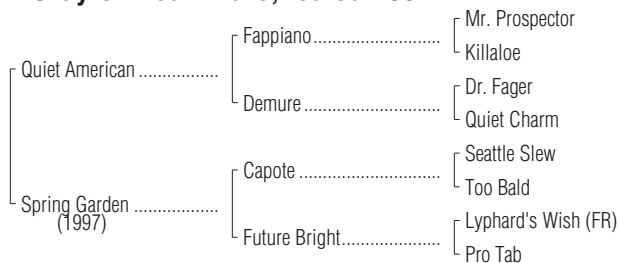 Mr. Prospector
Fappiano
Killaloe
Quiet American
Dr. Fager
Demure
Quiet Charm
Seattle Slew
Capote
Too Bald
Spring Garden
(1997)
Lyphard's Wish (FR)
Future Bright
Pro Tab